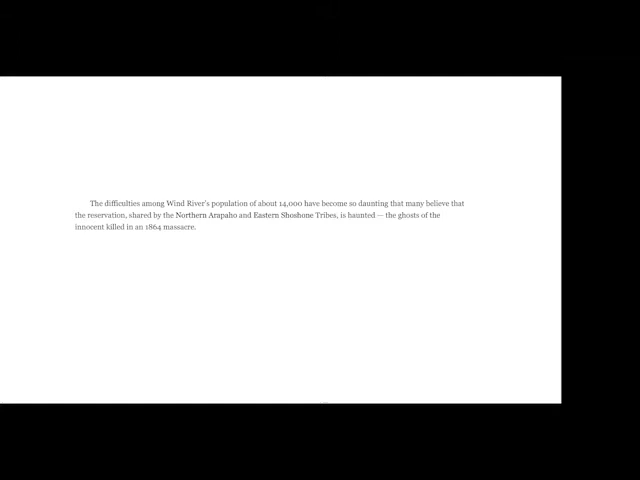 The difficulties among Wind River's population of about 14,000 have become so daunting that many believe that
the reservation, shared by the Northern Arapaho and Eastern Shoshone Tribes, is haunted — the ghosts of the
innocent killed in an 1864 massacre.